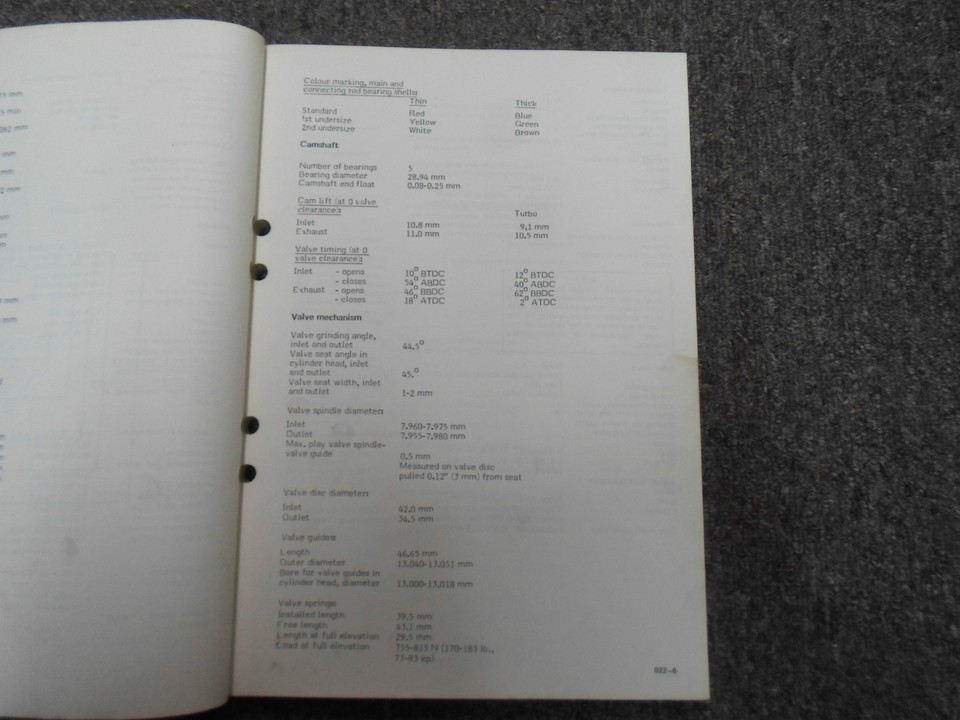 mm
mm
mm
mm
mm
mm
mm
Colour marking, main and
connecting rod bearing shells:
Thin Thick
Standard Red Blue
1st undersize Yellow Green
2nd undersize White Brown
Camshaft
Number of bearings 5
Bearing diameter 28.94 mm
Camshaft end float 0.08-0.25 mm
Cam lift (at 0 valve
clearance): Turbo
Inlet 10.8 mm 9.1 mm
Exhaust 11.0 mm 10.5 mm
Valve timing (at 0
valve clearance):
Inlet - opens 10° BTDC 12° BTDC
- closes 54° ABDC 40° ABDC
Exhaust - opens 46° BBDC 62° BBDC
- closes 18° ATDC 2° ATDC
Valve mechanism
Valve grinding angle,
inlet and outlet 44.5°
Valve seat angle in
cylinder head, inlet
and outlet 45.°
Valve seat width, inlet
and outlet 1-2 mm
Valve spindle diameter:
Inlet 7.960-7.975 mm
Outlet 7.955-7.980 mm
Max. play valve spindle-
valve guide 0.5 mm
Measured on valve disc
pulled 0.12" (3 mm) from seat
Valve disc diameter:
Inlet 42.0 mm
Outlet 34.5 mm
Valve guides:
Length 46.65 mm
Outer diameter 13.040-13.051 mm
Bore for valve guides in
cylinder head, diameter 13.000-13.018 mm
Valve springs:
Installed length 39.5 mm
Free length 43.1 mm
Length at full elevation 29.5 mm
Load at full elevation 755-815 N (170-183 lb.,
77-83 kp)
022-6